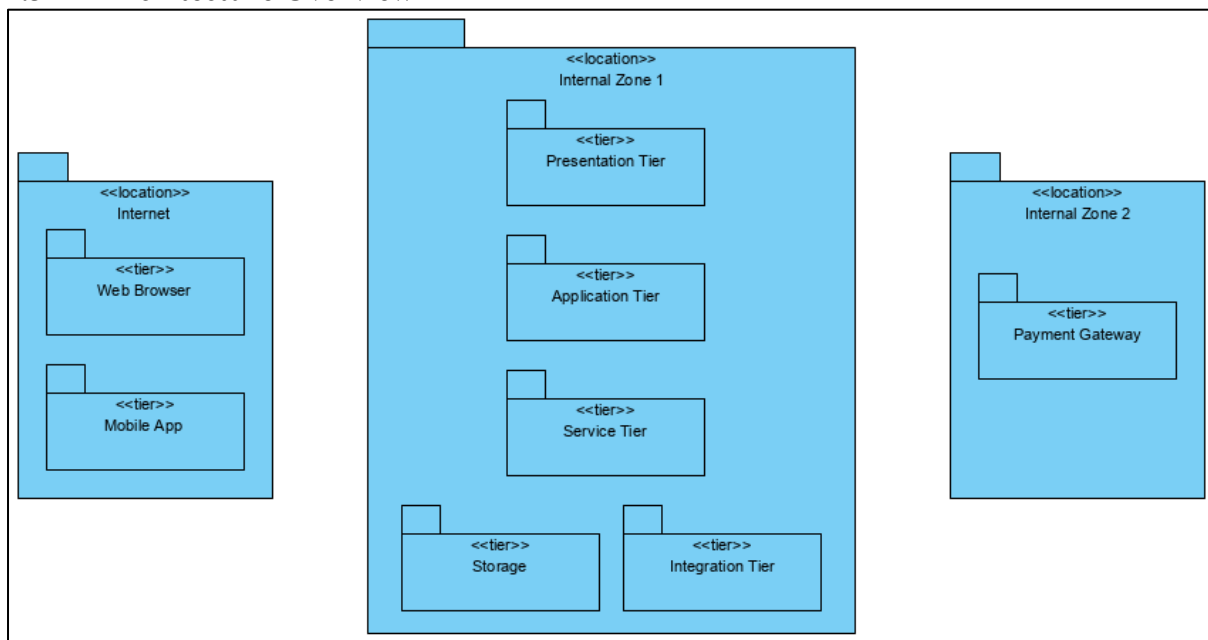 <<location>>
Internet
<<tier>>
Web Browser
<<tier>>
Mobile App
<<location>>
Internal Zone 1
<<tier>>
Presentation Tier
<<tier>>
Application Tier
<<tier>>
Service Tier
<<tier>>
Storage
<<tier>>
Integration Tier
<<location>>
Internal Zone 2
<<tier>>
Payment Gateway